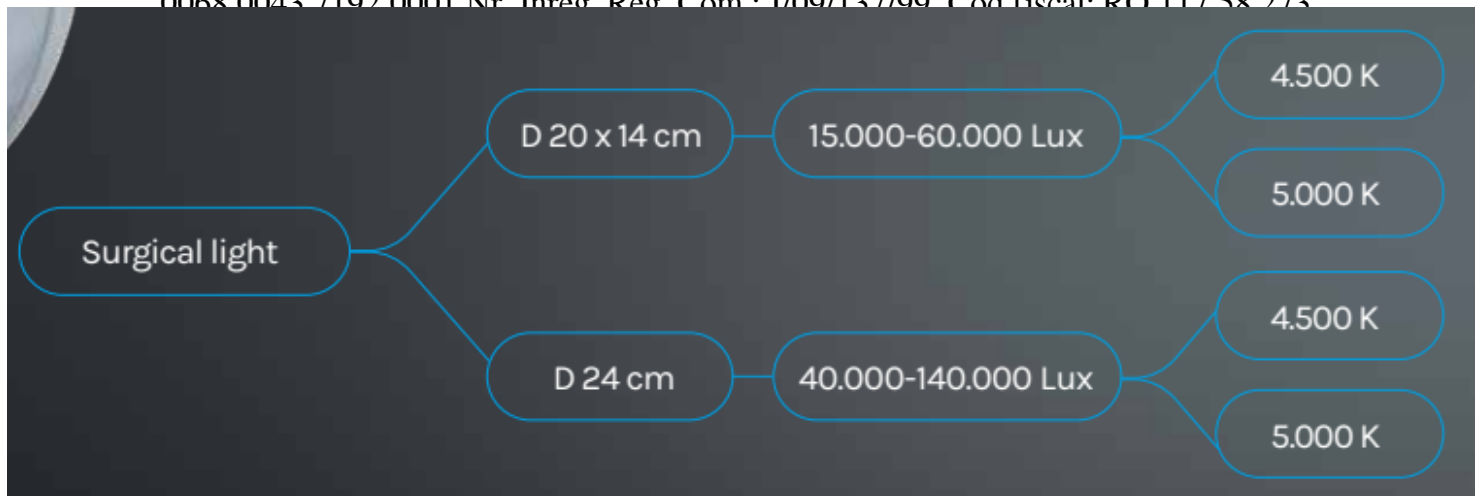 Surgical light
D 20 x 14 cm
15.000-60.000 Lux
4.500 K
5.000 K
D 24 cm
40.000-140.000 Lux
4.500 K
5.000 K